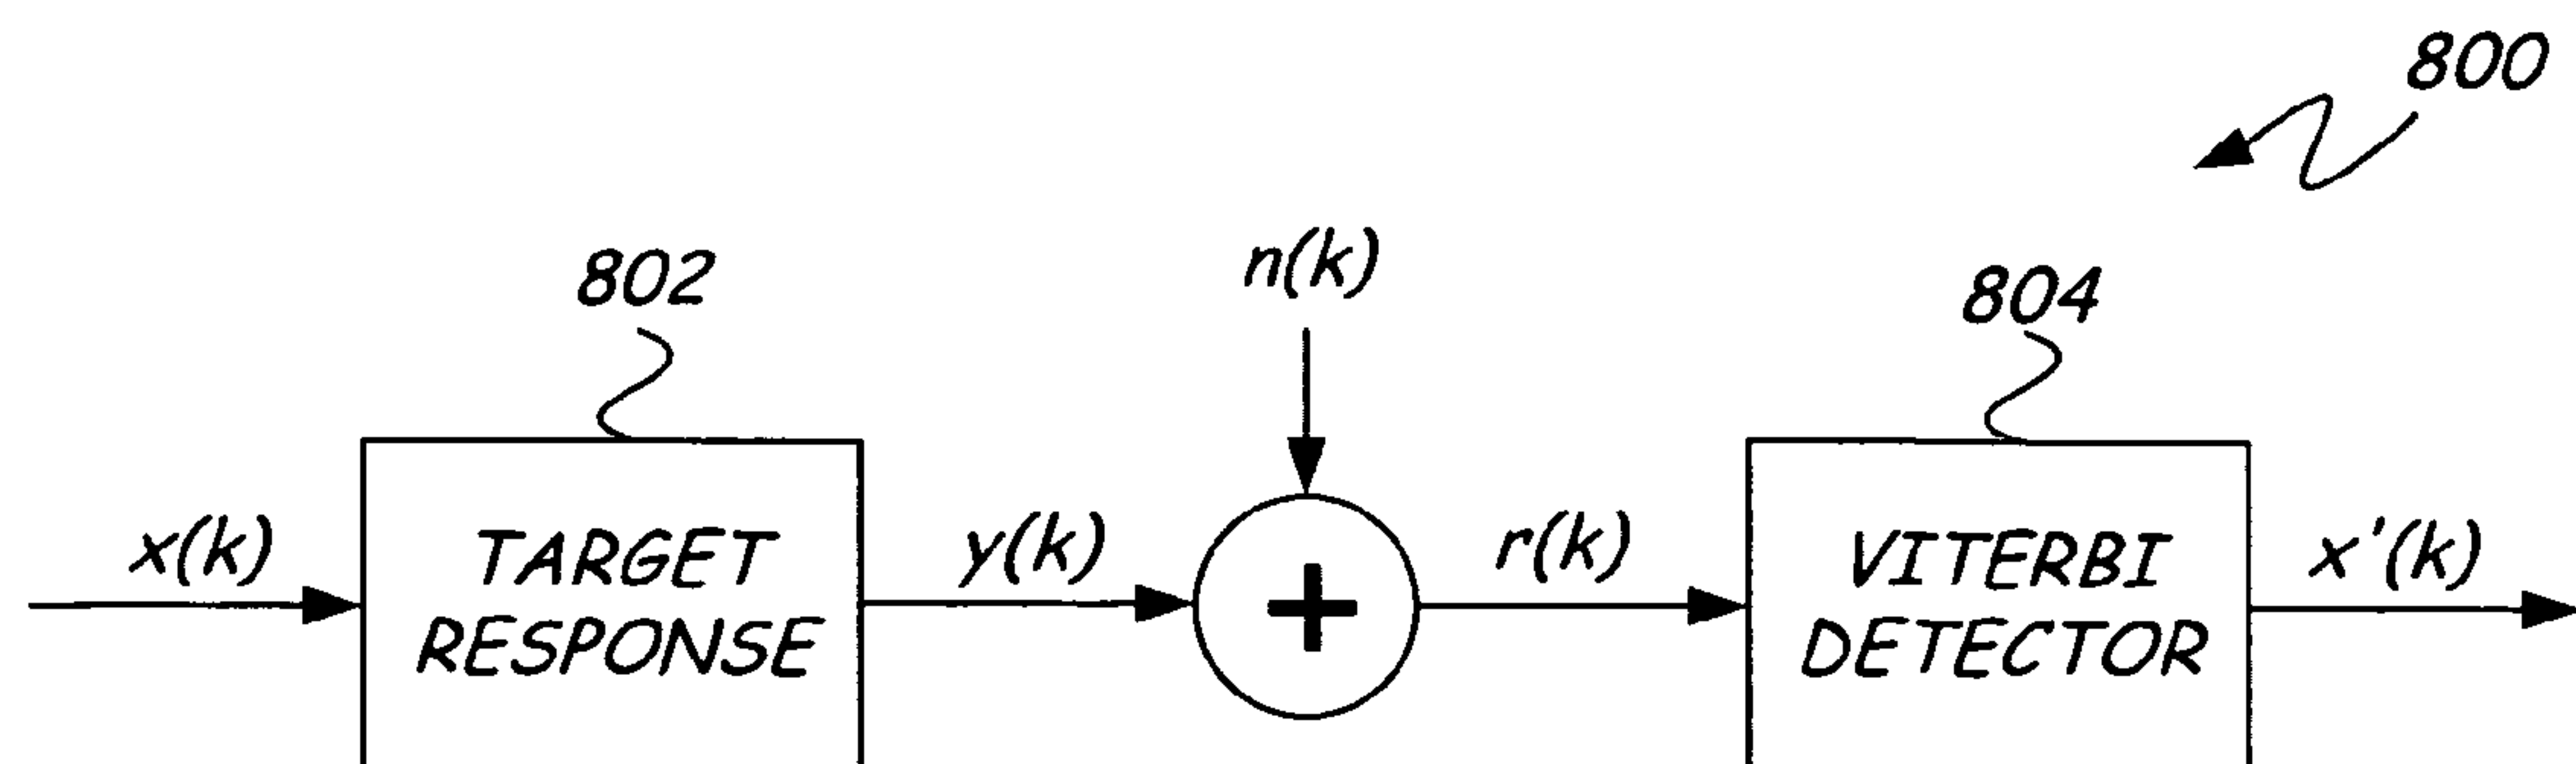 800
802
n(k)
804
x(k)
TARGET
RESPONSE
y(k)
+
r(k)
VITERBI
DETECTOR
x'(k)